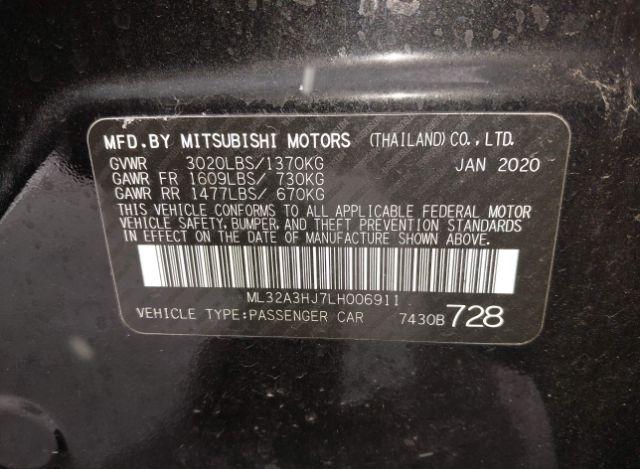 MFD.BY MITSUBISHI MOTORS (THAILAND) CO.,LTD.
GVWR 3020LBS/1370KG JAN 2020
GAWR FR 1609LBS/ 730KG
GAWR RR 1477LBS/ 670KG
THIS VEHICLE CONFORMS TO ALL APPLICABLE FEDERAL MOTOR
VEHICLE SAFETY, BUMPER, AND THEFT PREVENTION STANDARDS
IN EFFECT ON THE DATE OF MANUFACTURE SHOWN ABOVE.
ML32A3HJ7LH006911
VEHICLE TYPE:PASSENGER CAR 7430B 728